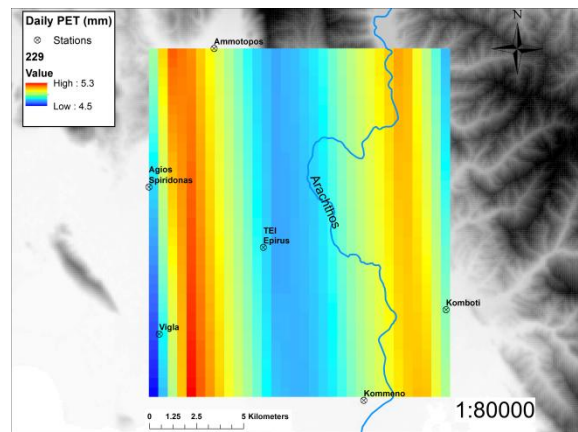 Daily PET (mm)
Stations
229
Value
High : 5.3
Low : 4.5
N
Ammotopos
Agios
Spiridonas
Arachthos
TEI
Epirus
Komboti
Vigla
Kommeno
0 1.25 2.5 5 Kilometers
1:80000